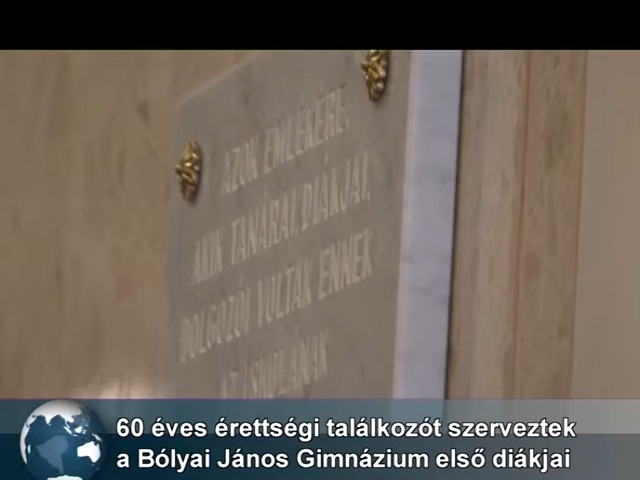 AZOK EMLÉKÉRE,
AKIK TANÁRAI, DIÁKJAI,
DOLGOZÓI VOLTAK ENNEK
AZ ISKOLÁNAK
60 éves érettségi találkozót szerveztek
a Bólyai János Gimnázium első diákjai